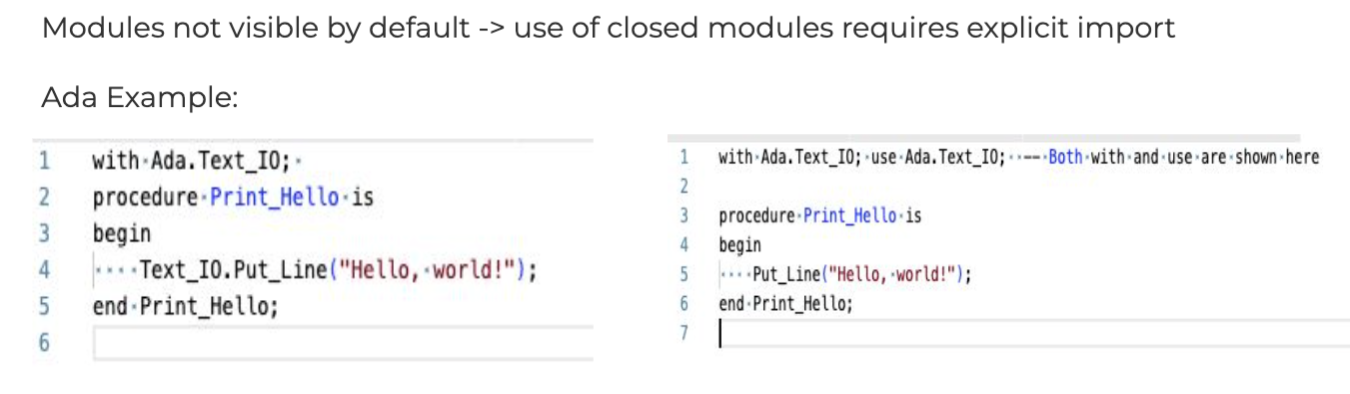 Modules not visible by default -> use of closed modules requires explicit import
Ada Example:
1 with Ada.Text_IO;
2 procedure Print_Hello is
3 begin
4     Text_IO.Put_Line("Hello, world!");
5 end Print_Hello;
6
1 with Ada.Text_IO; use Ada.Text_IO;  -- Both with and use are shown here
2
3 procedure Print_Hello is
4 begin
5     Put_Line("Hello, world!");
6 end Print_Hello;
7